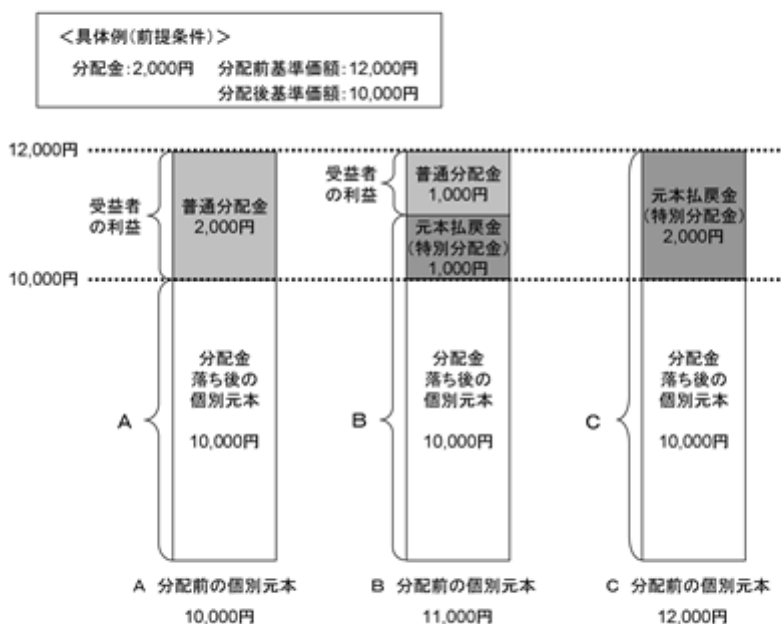 ＜具体例(前提条件)＞
分配金:2,000円 分配前基準価額:12,000円
分配後基準価額:10,000円
12,000円
10,000円
受益者
の利益
普通分配金
2,000円
A
分配金
落ち後の
個別元本
10,000円
受益者
の利益
普通分配金
1,000円
元本払戻金
(特別分配金)
1,000円
B
分配金
落ち後の
個別元本
10,000円
元本払戻金
(特別分配金)
2,000円
C
分配金
落ち後の
個別元本
10,000円
A 分配前の個別元本
10,000円
B 分配前の個別元本
11,000円
C 分配前の個別元本
12,000円